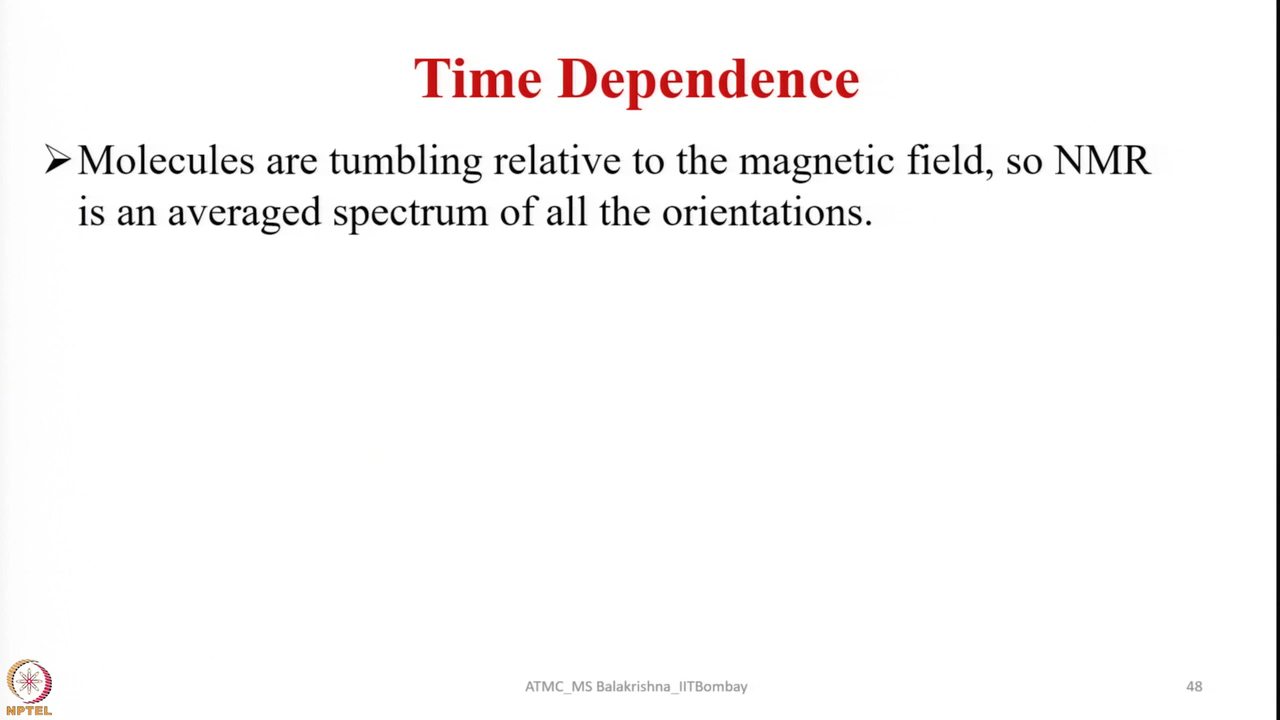 Time Dependence
➢Molecules are tumbling relative to the magnetic field, so NMR
is an averaged spectrum of all the orientations.
NPTEL
ATMC_MS Balakrishna_IITBombay
48